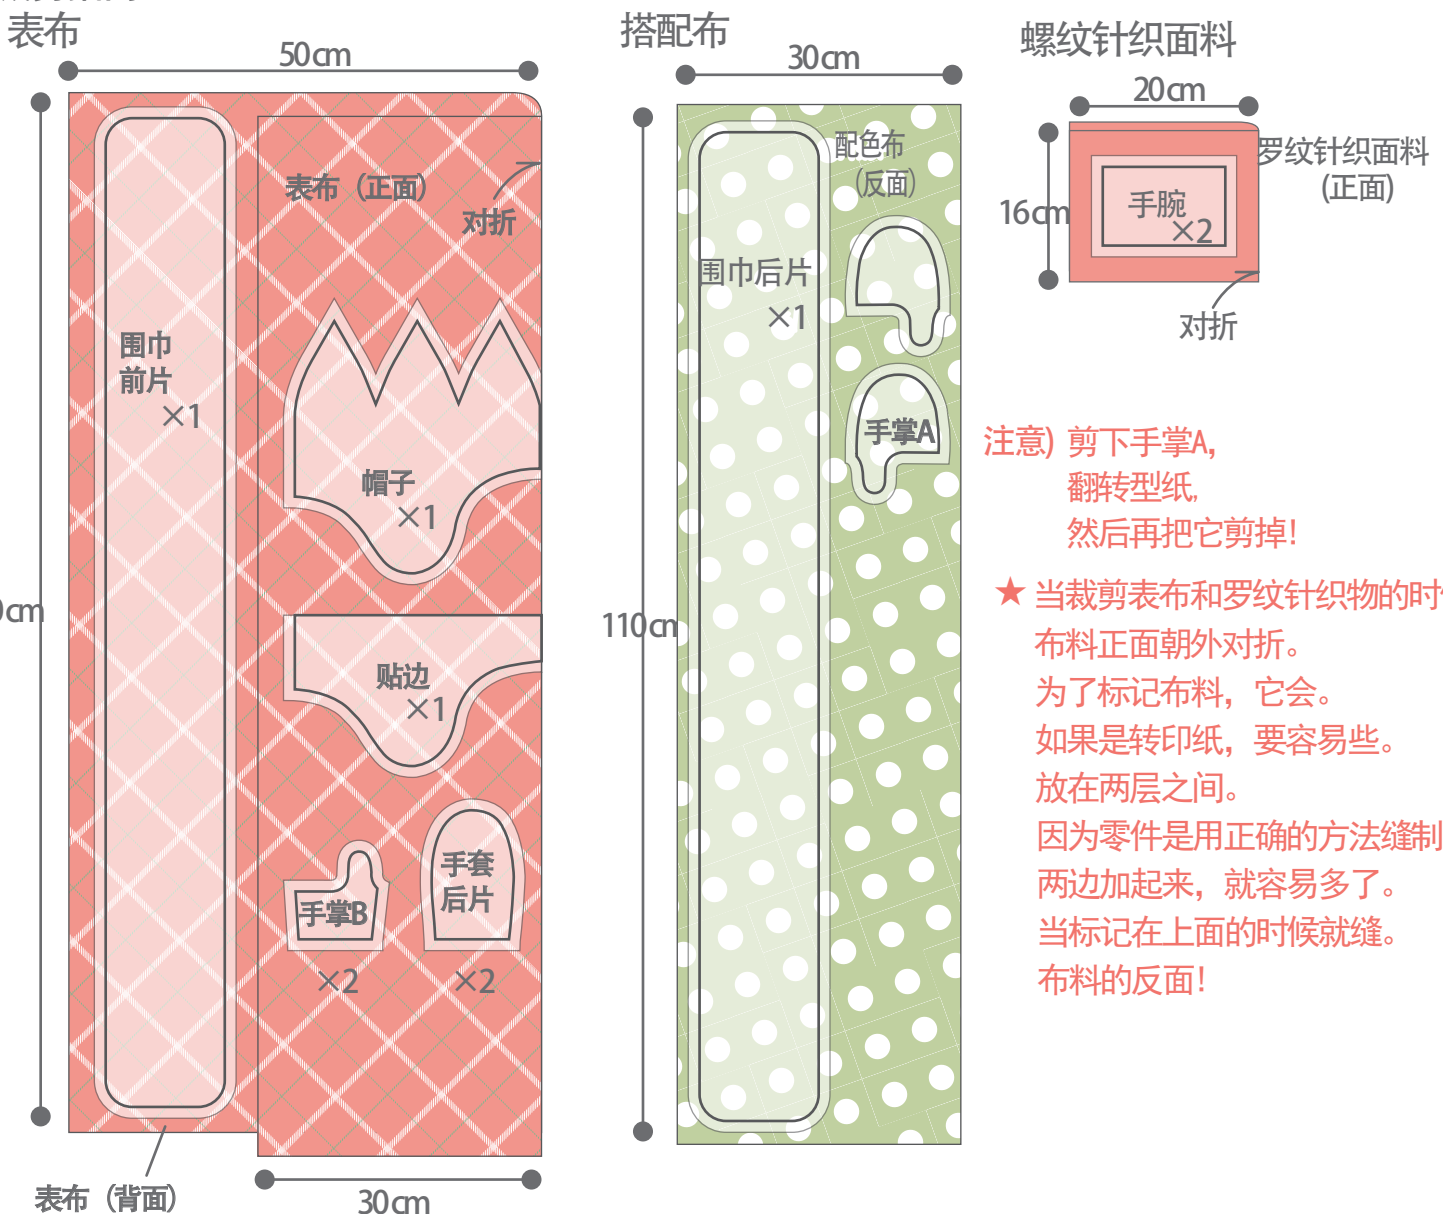 表布
50cm
表布（正面）
对折
围巾
前片
×1
帽子
×1
贴边
×1
手掌B
×2
手套
后片
×2
表布（背面）
30cm
搭配布
30cm
110cm
配色布
（反面）
围巾后片
×1
手掌A
螺纹针织面料
20cm
16cm
罗纹针织面料
(正面)
手腕
×2
对折
注意) 剪下手掌A，
翻转型纸，
然后再把它剪掉！
★ 当裁剪表布和罗纹针织物的时
布料正面朝外对折。
为了标记布料，它会。
如果是转印纸，要容易些。
放在两层之间。
因为零件是用正确的方法缝制
两边加起来，就容易多了。
当标记在上面的时候就缝。
布料的反面！